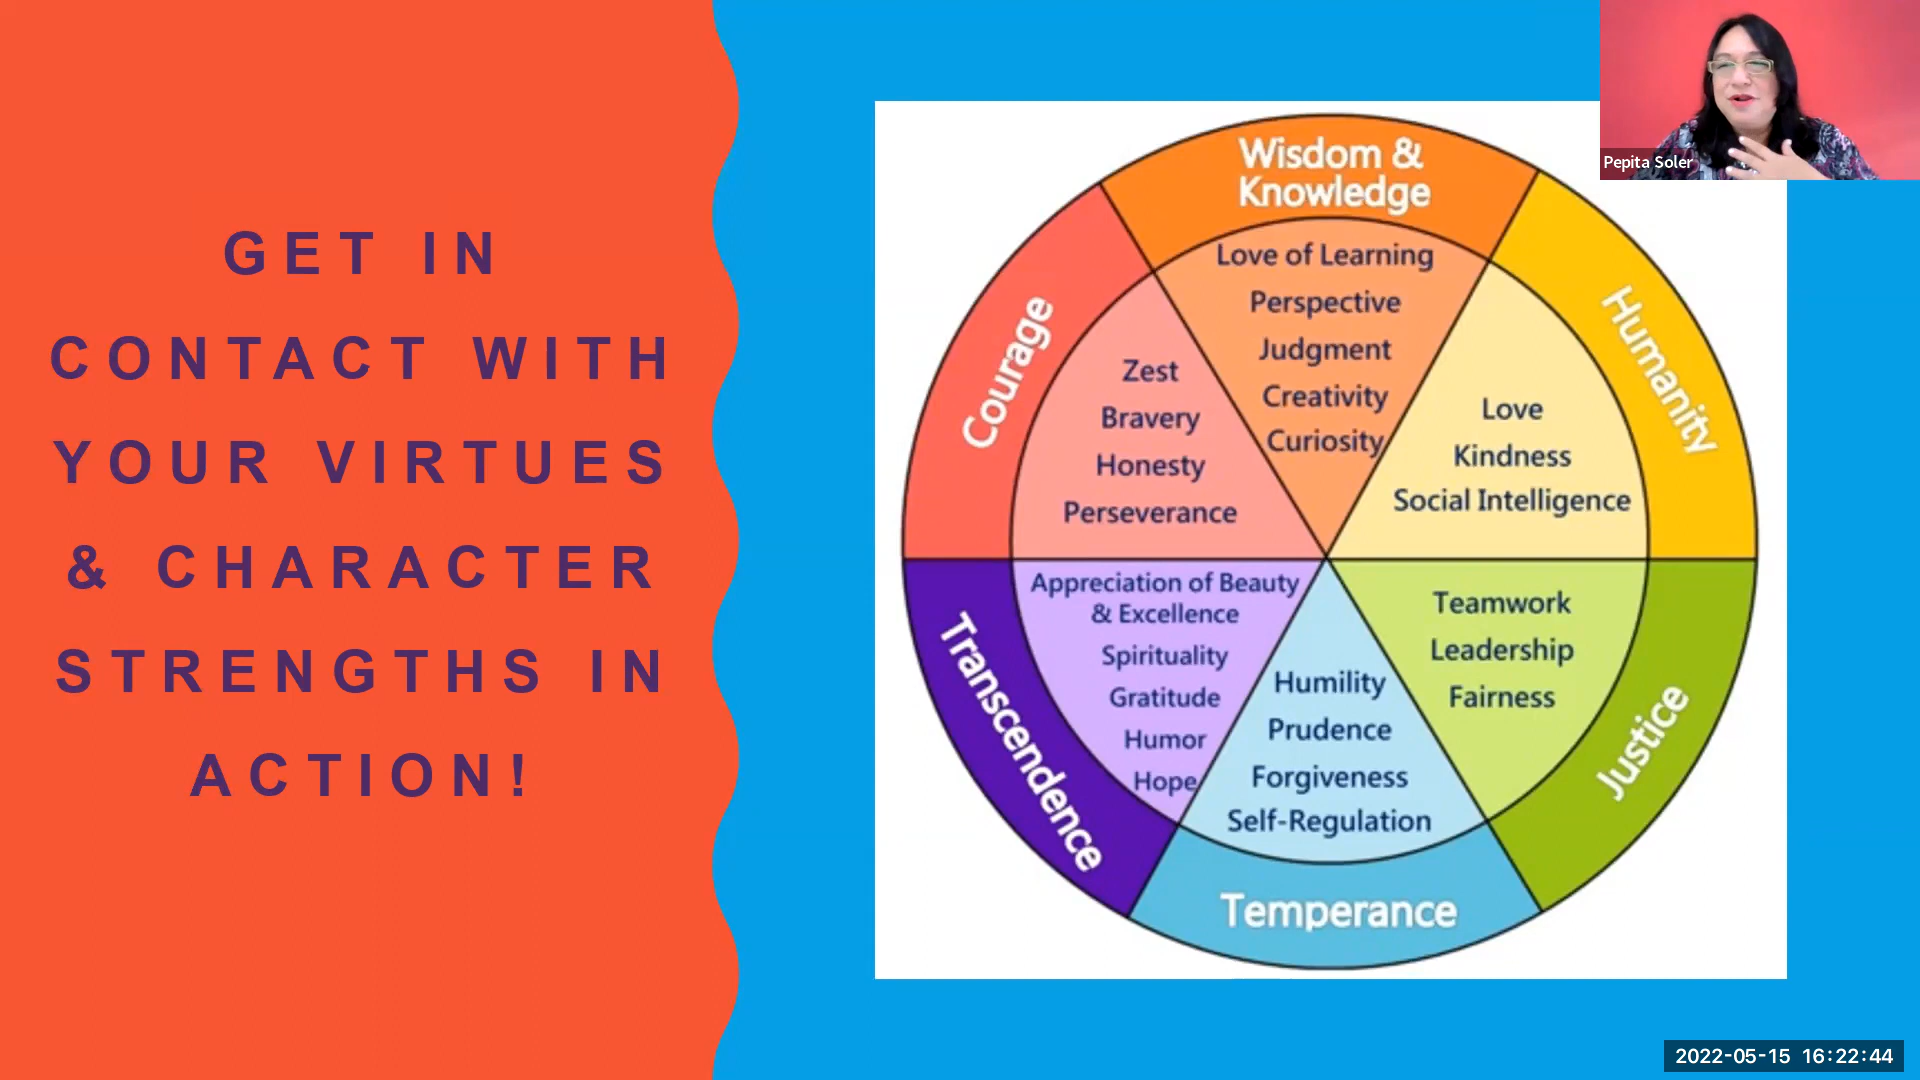 GET IN
CONTACT WITH
YOUR VIRTUES
& CHARACTER
STRENGTHS IN
ACTION!
Wisdom &
Knowledge
Love of Learning
Perspective
Judgment
Creativity
Curiosity
Humanity
Love
Kindness
Social Intelligence
Justice
Teamwork
Leadership
Fairness
Temperance
Humility
Prudence
Forgiveness
Self-Regulation
Transcendence
Appreciation of Beauty
& Excellence
Spirituality
Gratitude
Humor
Hope
Courage
Zest
Bravery
Honesty
Perseverance
Pepita Soler
2022-05-15 16:22:44